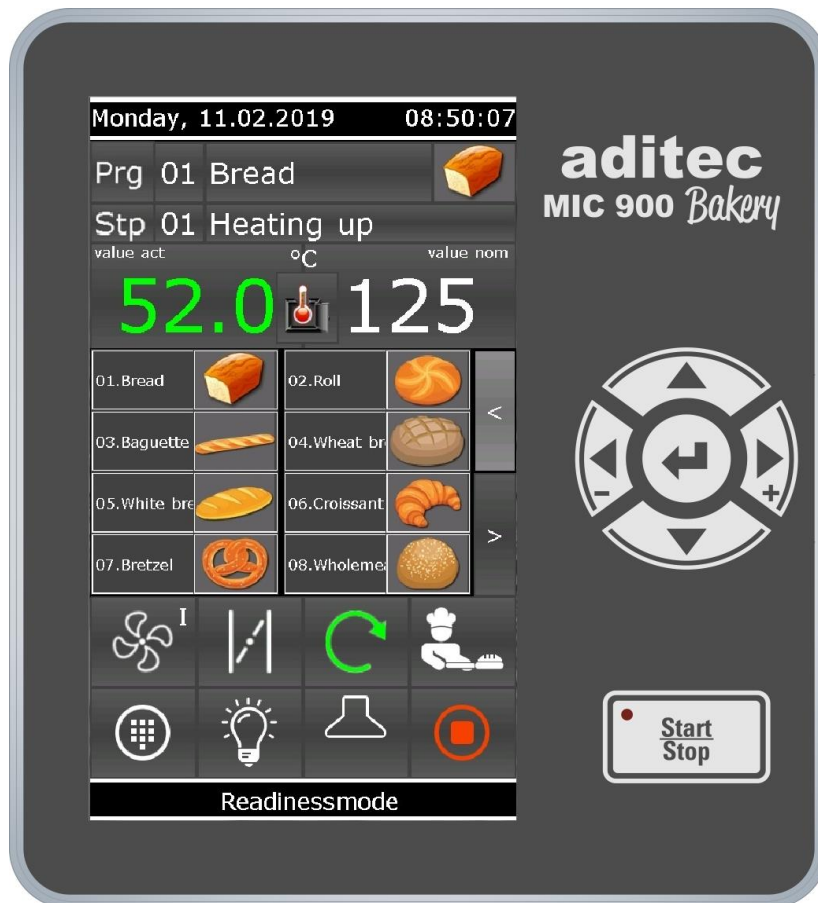 Monday, 11.02.2019 08:50:07
aditec
MIC 900 Bakery
Prg 01 Bread
Stp 01 Heating up
value act °C value nom
52.0 125
01.Bread 02.Roll
<
03.Baguette 04.Wheat br
05.White bre 06.Croissant
>
07.Bretzel 08.Wholemea
I
- +
Start
Stop
Readinessmode